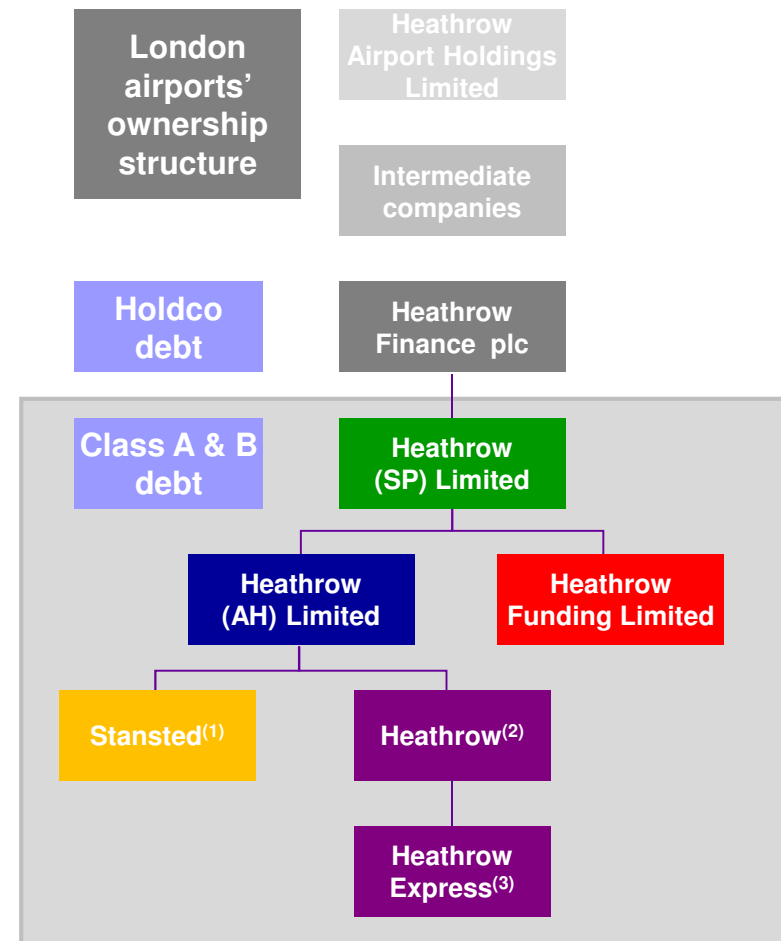 London
airports’
ownership
structure
Heathrow
Airport Holdings
Limited
Intermediate
companies
Holdco
debt
Heathrow
Finance plc
Class A & B
debt
Heathrow
(SP) Limited
Heathrow
(AH) Limited
Heathrow
Funding Limited
Stansted(1)
Heathrow(2)
Heathrow
Express(3)